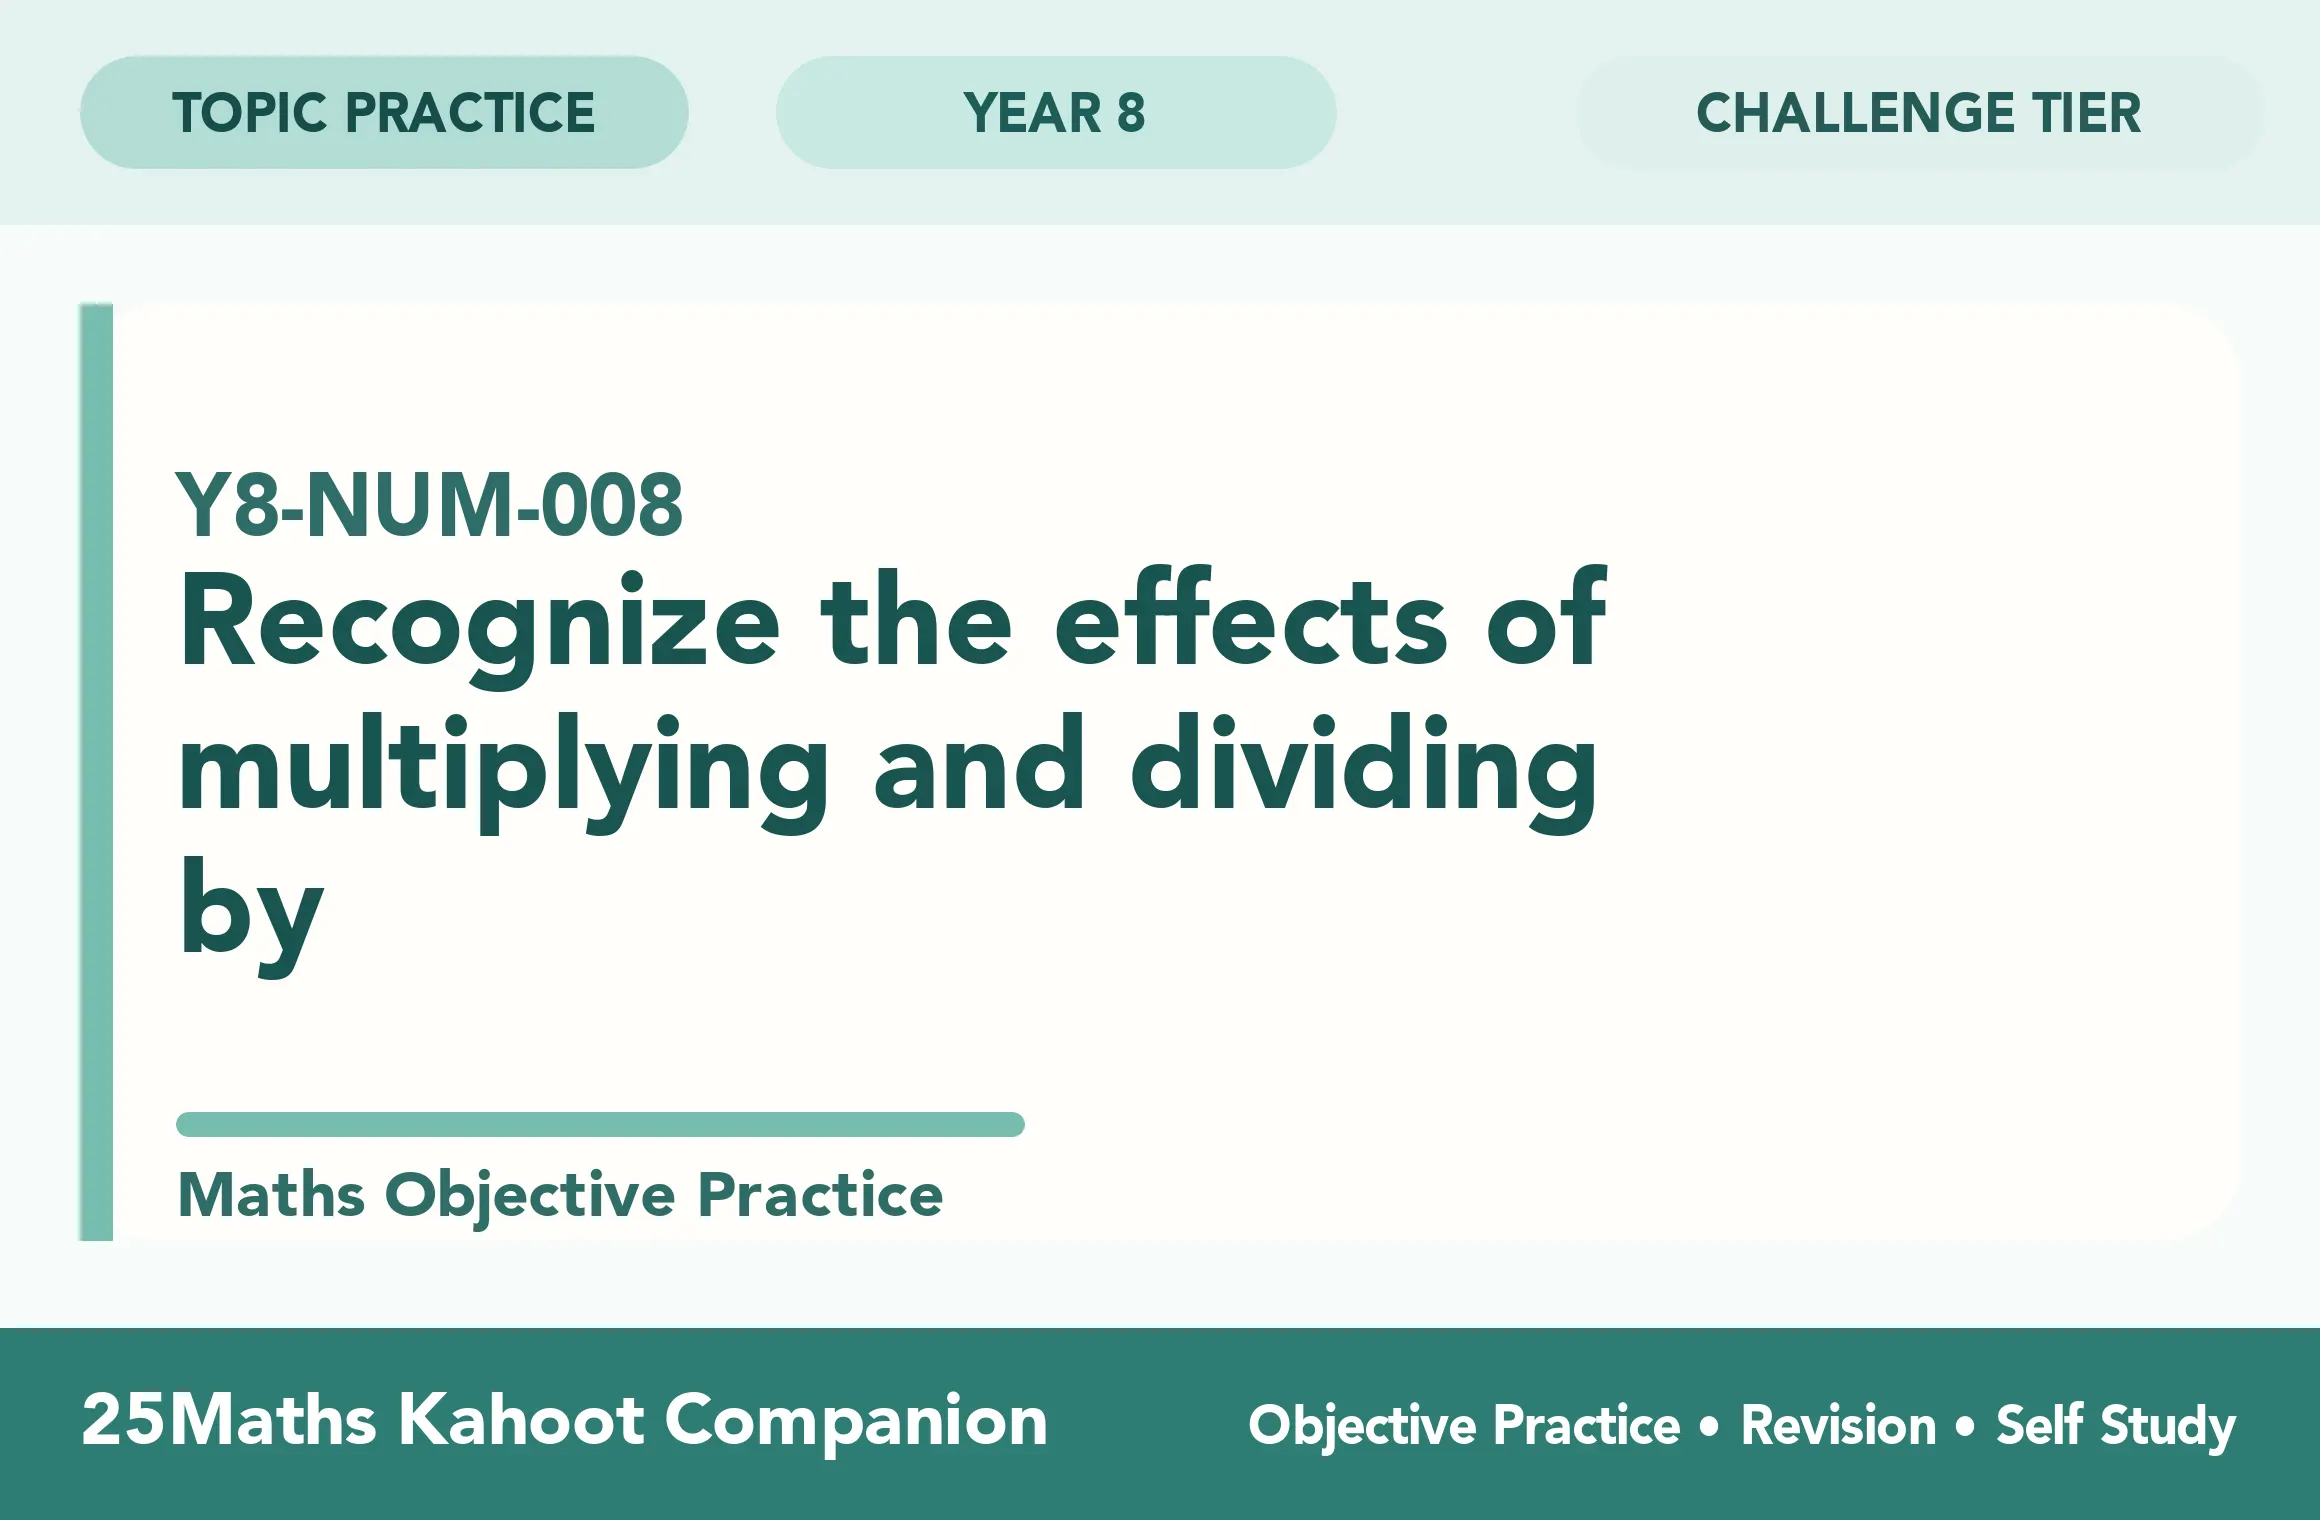 TOPIC PRACTICE
YEAR 8
CHALLENGE TIER
Y8-NUM-008
Recognize the effects of
multiplying and dividing
by
Maths Objective Practice
25Maths Kahoot Companion
Objective Practice • Revision • Self Study